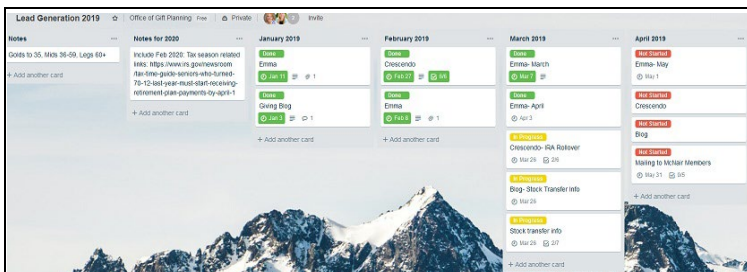 Lead Generation 2019 Office of Gift Planning Free Private Invite
Notes
Golds to 35, Mids 36-59, Legs 60+
+ Add another card
Notes for 2020
Include Feb 2020: Tax season related
links: https://www.irs.gov/newsroom
/tax-time-guide-seniors-who-turned-
70-12-last-year-must-start-receiving-
retirement-plan-payments-by-april-1
+ Add another card
January 2019
Done
Emma
Jan 11 1
Done
Giving Blog
Jan 3 1
+ Add another card
February 2019
Done
Crescendo
Feb 27 6/6
Done
Emma
Feb 8 1
+ Add another card
March 2019
Done
Emma- March
Mar 7
Done
Emma- April
Apr 3
In Progress
Crescendo- IRA Rollover
Mar 26 2/6
In Progress
Blog- Stock Transfer Info
Mar 26
In Progress
Stock transfer info
Mar 26 2/7
+ Add another card
April 2019
Not Started
Emma- May
May 1
Not Started
Crescendo
Not Started
Blog
Not Started
Mailing to McNair Members
May 31 0/5
+ Add another card